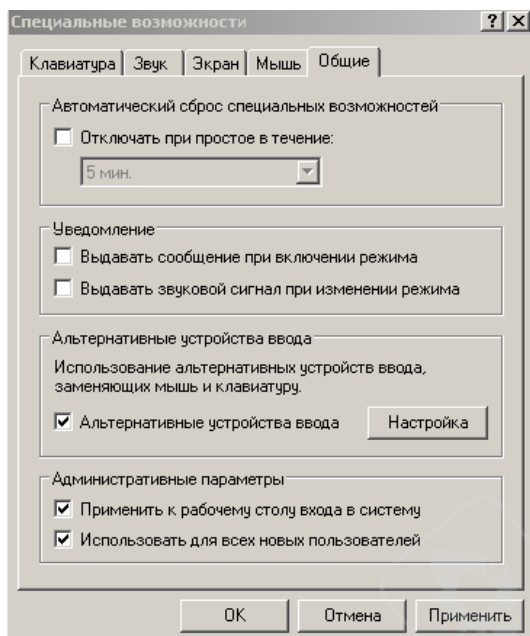 Специальные возможности
Клавиатура Звук Экран Мышь Общие
Автоматический сброс специальных возможностей
Отключать при простое в течение:
5 мин.
Уведомление
Выдавать сообщение при включении режима
Выдавать звуковой сигнал при изменении режима
Альтернативные устройства ввода
Использование альтернативных устройств ввода,
заменяющих мышь и клавиатуру.
Альтернативные устройства ввода Настройка
Административные параметры
Применить к рабочему столу входа в систему
Использовать для всех новых пользователей
OK Отмена Применить